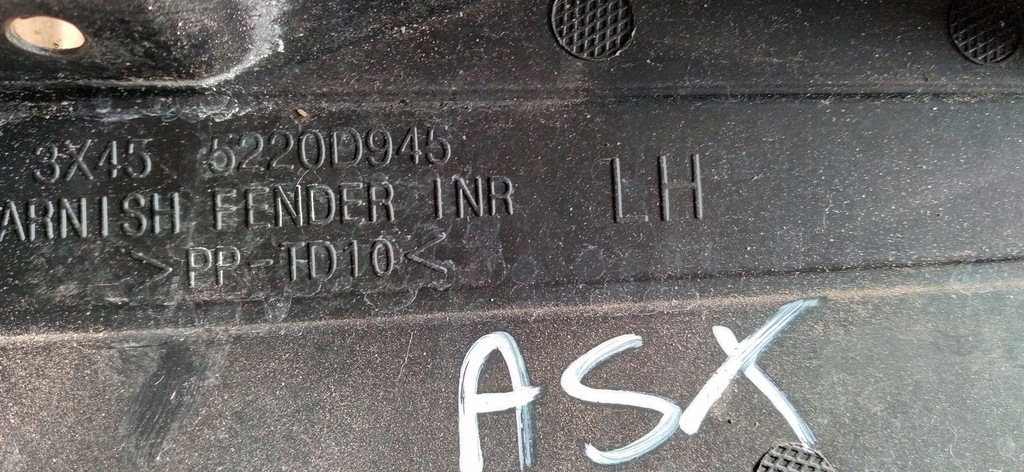 3X45 5220D945
ARNISH FENDER INR
LH
>PP-TD10<
ASX